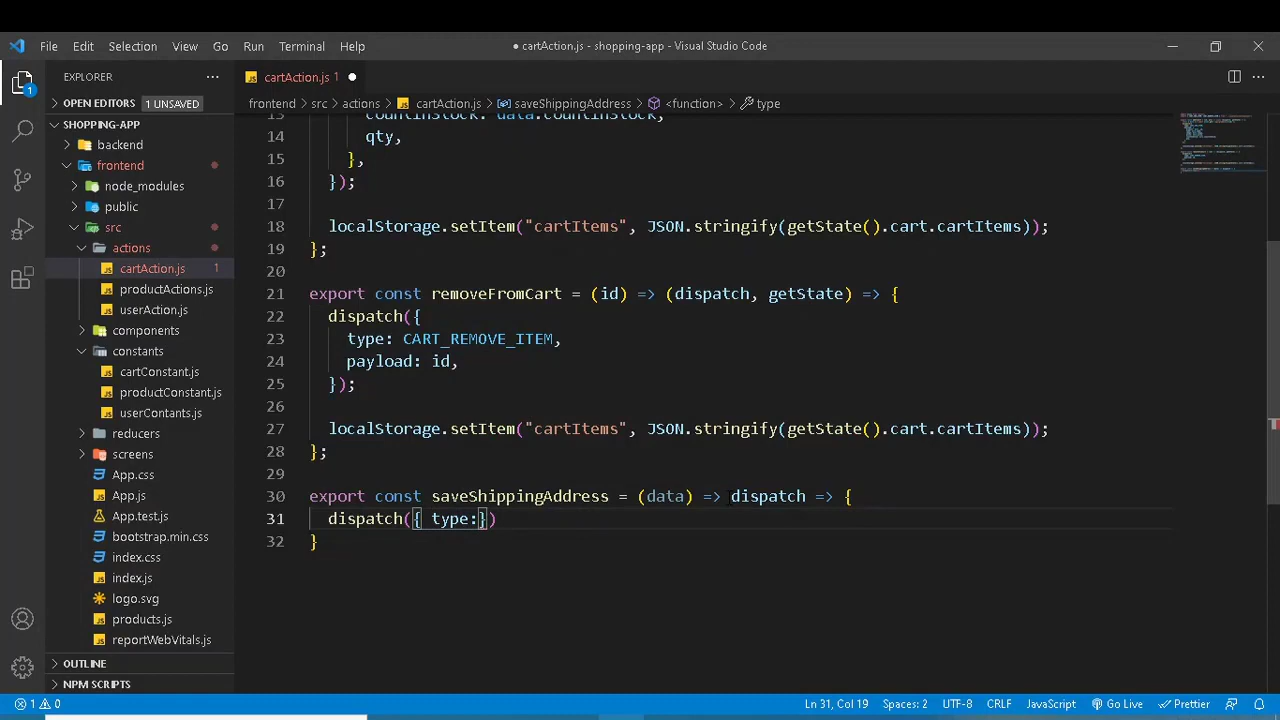 File Edit Selection View Go Run Terminal Help
● cartAction.js - shopping-app - Visual Studio Code
EXPLORER
OPEN EDITORS 1 UNSAVED
SHOPPING-APP
backend
frontend
node_modules
public
src
actions
cartAction.js 1
productActions.js
userAction.js
components
constants
cartConstant.js
productConstant.js
userContants.js
reducers
screens
App.css
App.js
App.test.js
bootstrap.min.css
index.css
index.js
logo.svg
products.js
reportWebVitals.js
OUTLINE
NPM SCRIPTS
cartAction.js 1
frontend > src > actions > cartAction.js > saveShippingAddress > <function> > type
13 countInStock: data.countInStock,
14 qty,
15 },
16 });
17
18 localStorage.setItem("cartItems", JSON.stringify(getState().cart.cartItems));
19 };
20
21 export const removeFromCart = (id) => (dispatch, getState) => {
22 dispatch({
23 type: CART_REMOVE_ITEM,
24 payload: id,
25 });
26
27 localStorage.setItem("cartItems", JSON.stringify(getState().cart.cartItems));
28 };
29
30 export const saveShippingAddress = (data) => dispatch => {
31 dispatch({ type:})
32 }
1 0
Ln 31, Col 19 Spaces: 2 UTF-8 CRLF JavaScript Go Live Prettier